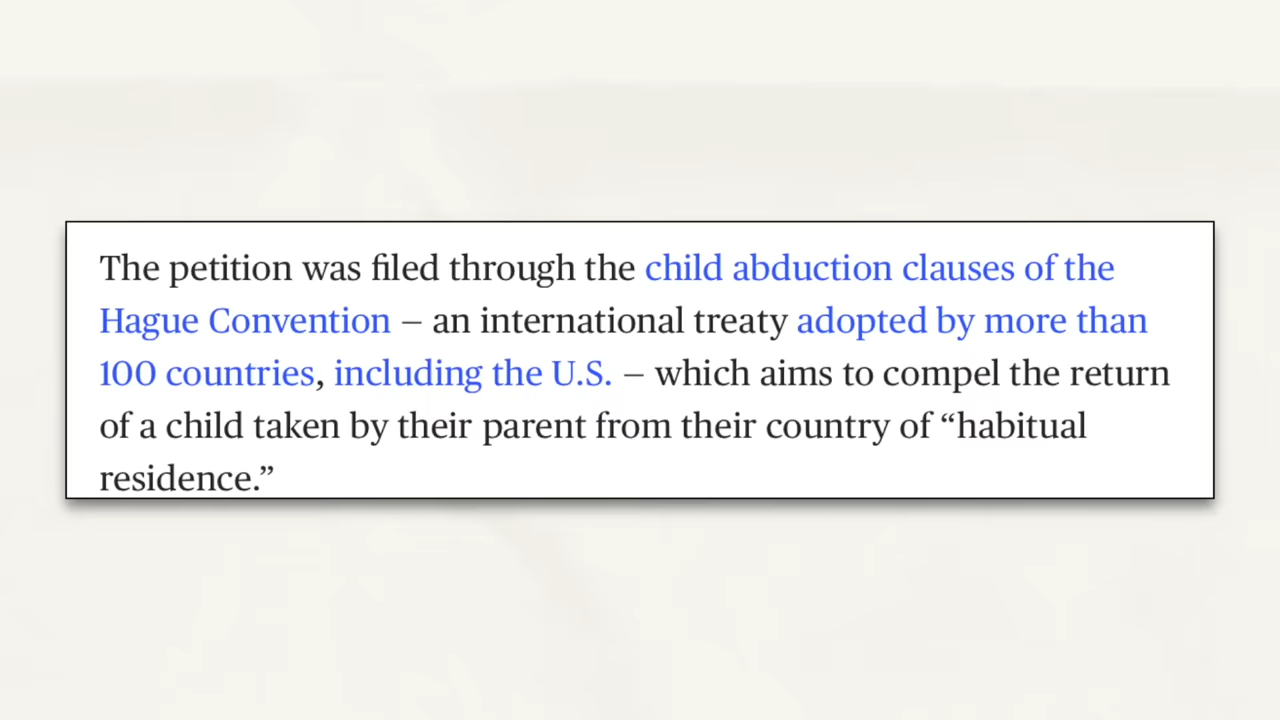 The petition was filed through the child abduction clauses of the
Hague Convention – an international treaty adopted by more than
100 countries, including the U.S. – which aims to compel the return
of a child taken by their parent from their country of “habitual
residence.”